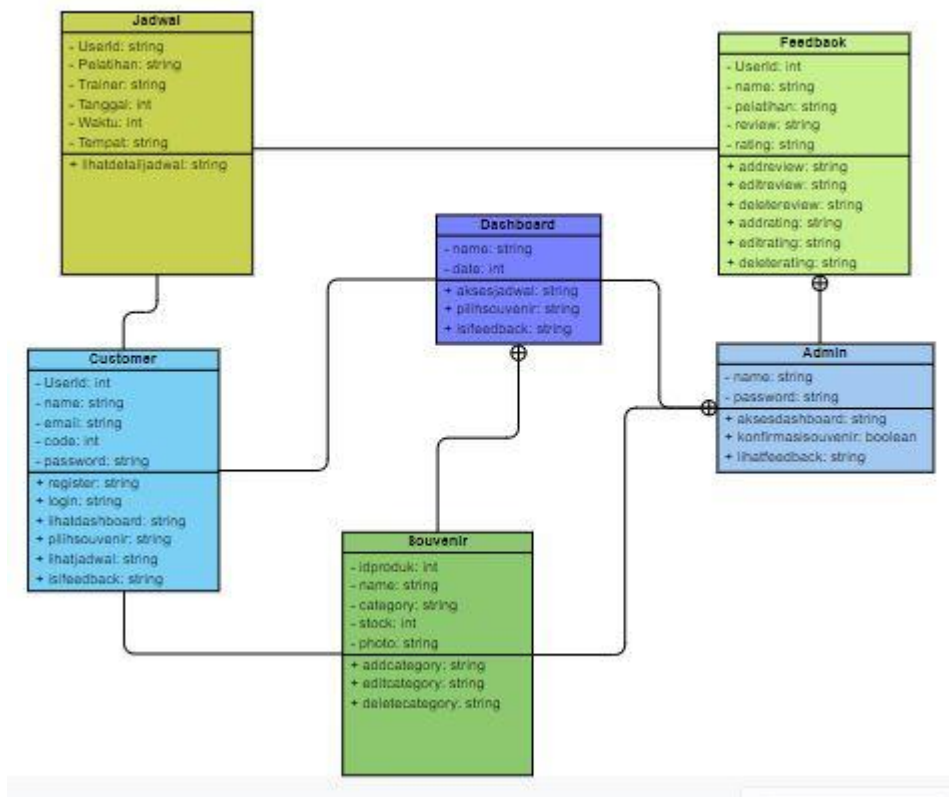 Jadwal
- UserId: string
- Pelatihan: string
- Trainer: string
- Tanggal: int
- Waktu: int
- Tempat: string
+ lihatdetailjadwal: string
Feedback
- UserId: int
- name: string
- pelatihan: string
- review: string
- rating: string
+ addreview: string
+ editreview: string
+ deletereview: string
+ addrating: string
+ editrating: string
+ deleterating: string
Dashboard
- name: string
- date: int
+ aksesjadwal: string
+ pilihsouvenir: string
+ isifeedback: string
Customer
- UserId: int
- name: string
- email: string
- code: int
- password: string
+ register: string
+ login: string
+ lihatdashboard: string
+ pilihsouvenir: string
+ lihatjadwal: string
+ isifeedback: string
Admin
- name: string
- password: string
+ aksesdashboard: string
+ konfirmasisouvenir: boolean
+ lihatfeedback: string
Souvenir
- idproduk: int
- name: string
- category: string
- stock: int
- photo: string
+ addcategory: string
+ editcategory: string
+ deletecategory: string